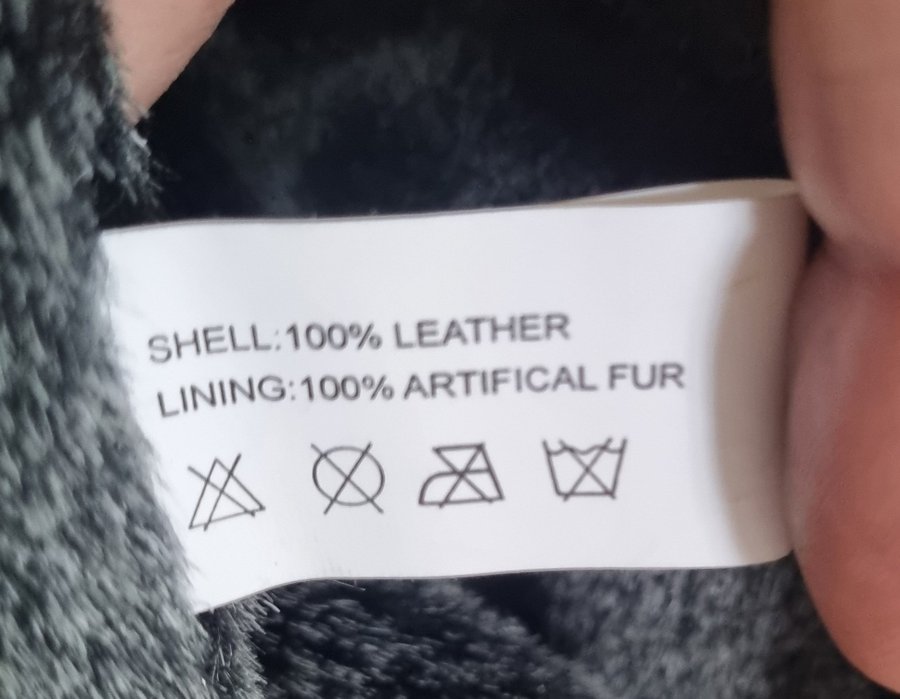 SHELL:100% LEATHER
LINING:100% ARTIFICAL FUR